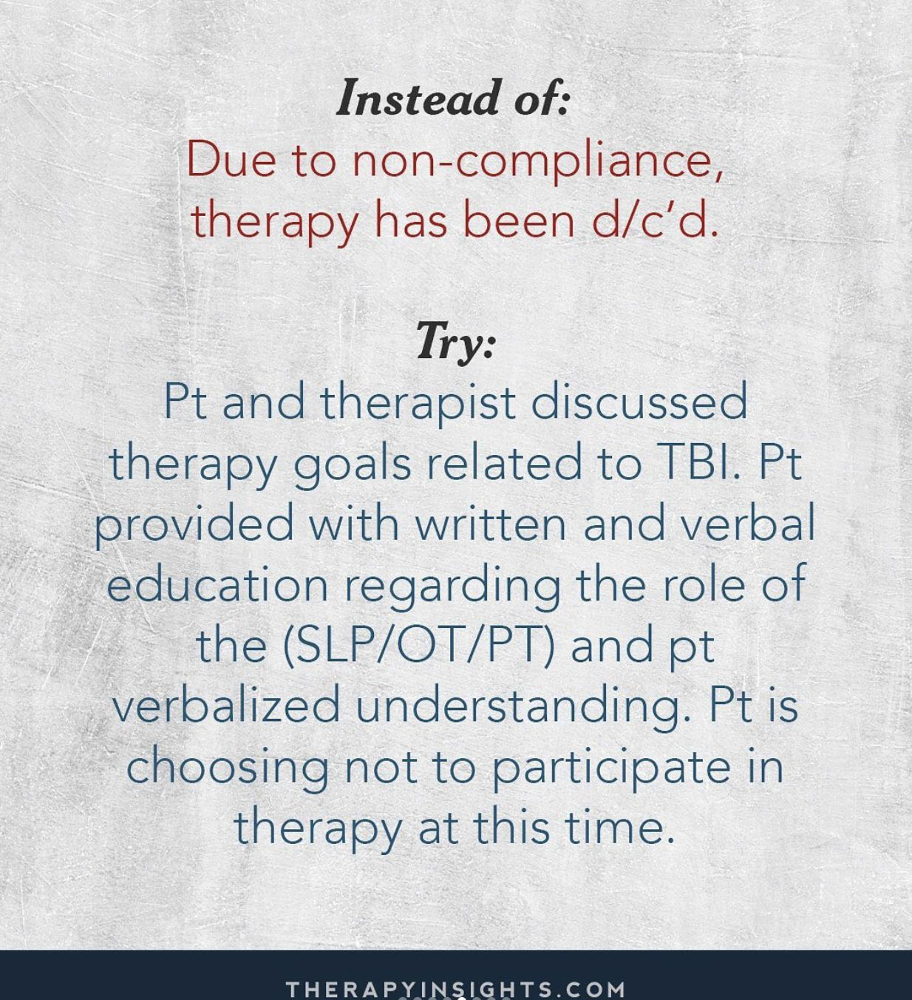 Instead of:
Due to non-compliance,
therapy has been d/c’d.
Try:
Pt and therapist discussed
therapy goals related to TBI. Pt
provided with written and verbal
education regarding the role of
the (SLP/OT/PT) and pt
verbalized understanding. Pt is
choosing not to participate in
therapy at this time.
THERAPYINSIGHTS.COM